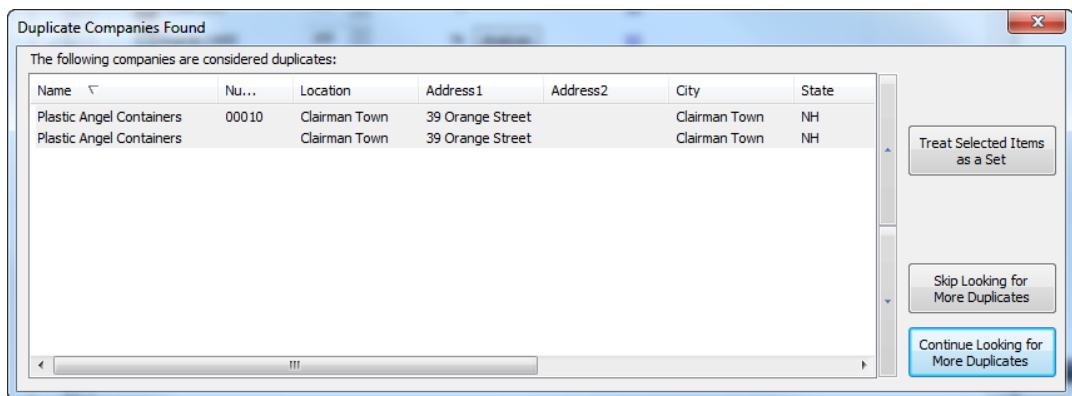 Duplicate Companies Found
The following companies are considered duplicates:
Name Nu... Location Address1 Address2 City State
Plastic Angel Containers 00010 Clairman Town 39 Orange Street Clairman Town NH
Plastic Angel Containers Clairman Town 39 Orange Street Clairman Town NH
Treat Selected Items
as a Set
Skip Looking for
More Duplicates
Continue Looking for
More Duplicates